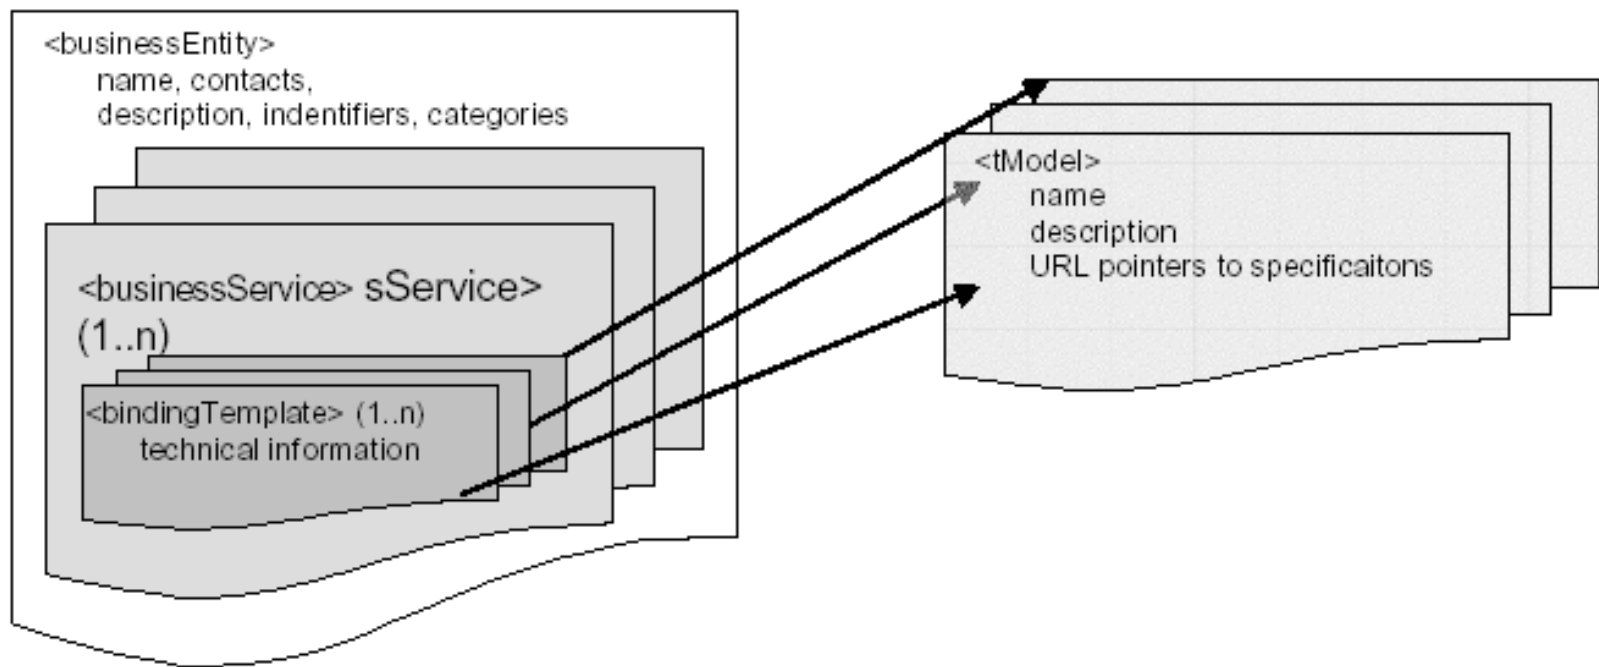 <businessEntity>
name, contacts,
description, indentifiers, categories
<businessService> sService>
(1..n)
<bindingTemplate> (1..n)
technical information
<tModel>
name
description
URL pointers to specificaitons